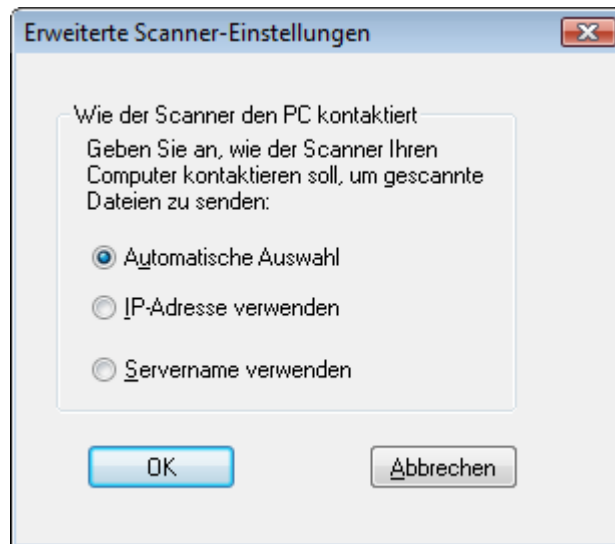 Erweiterte Scanner-Einstellungen
Wie der Scanner den PC kontaktiert
Geben Sie an, wie der Scanner Ihren
Computer kontaktieren soll, um gescannte
Dateien zu senden:
Automatische Auswahl
IP-Adresse verwenden
Servername verwenden
OK
Abbrechen